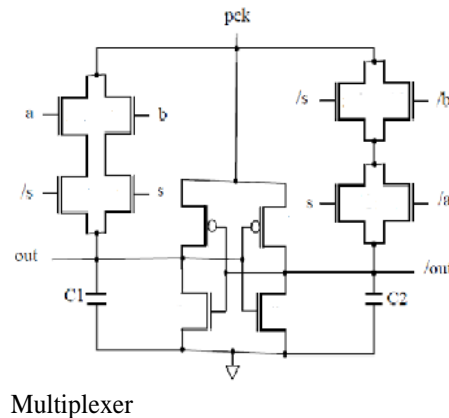 pck
/s /b
a b
/s s s /a
out /out
C1 C2
Multiplexer